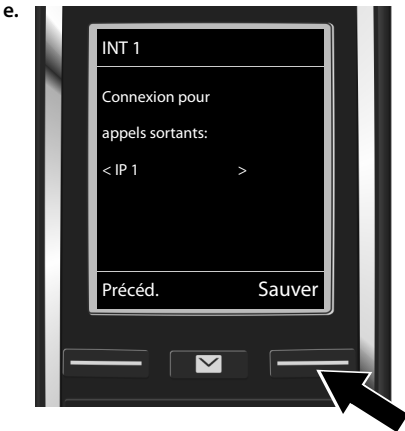 e.
INT 1
Connexion pour
appels sortants:
< IP 1 >
Précéd. Sauver